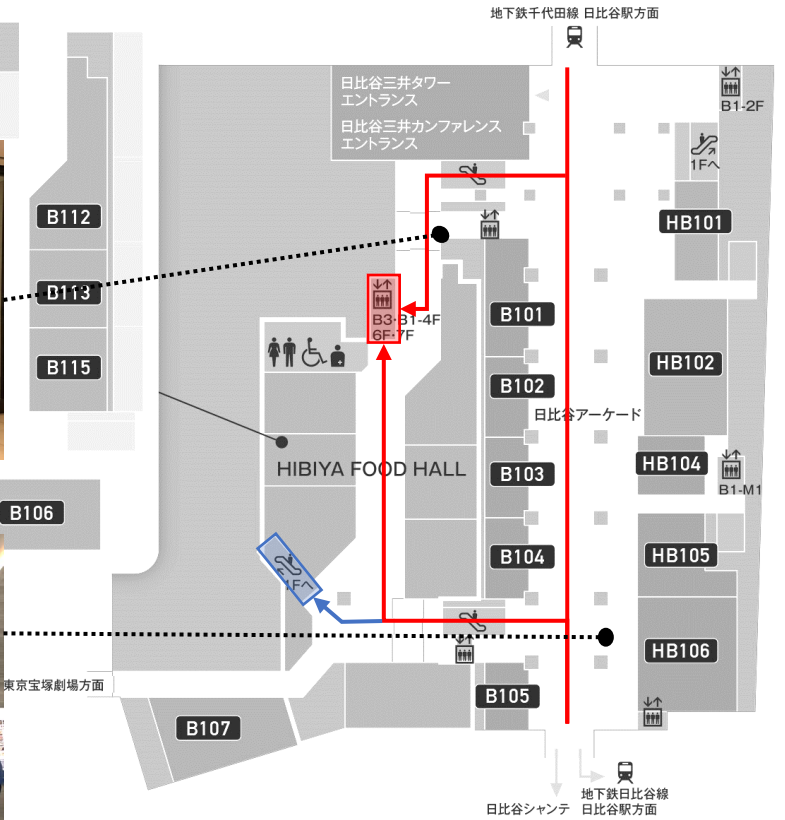 地下鉄千代田線 日比谷駅方面
日比谷三井タワー
エントランス
日比谷三井カンファレンス
エントランス
B1-2F
1Fへ
B112
HB101
B113
B3·B1-4F
6F·7F
B101
B115
HB102
B102
日比谷アーケード
HIBIYA FOOD HALL
B103
HB104
B1-M1
B106
B104
HB105
1Fへ
HB106
東京宝塚劇場方面
B105
B107
日比谷シャンテ
地下鉄日比谷線
日比谷駅方面